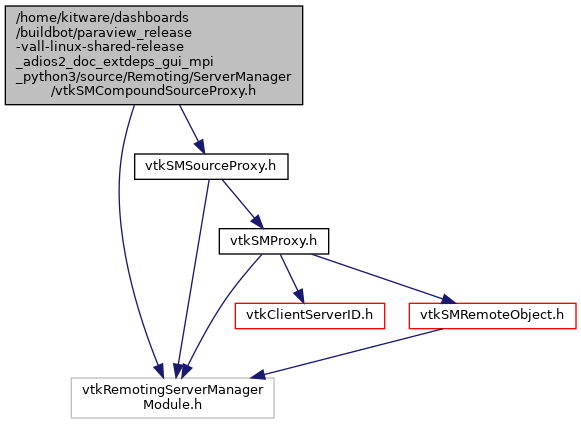 /home/kitware/dashboards
/buildbot/paraview_release
-vall-linux-shared-release
_adios2_doc_extdeps_gui_mpi
_python3/source/Remoting/ServerManager
/vtkSMCompoundSourceProxy.h
vtkSMSourceProxy.h
vtkSMProxy.h
vtkClientServerID.h
vtkSMRemoteObject.h
vtkRemotingServerManager
Module.h